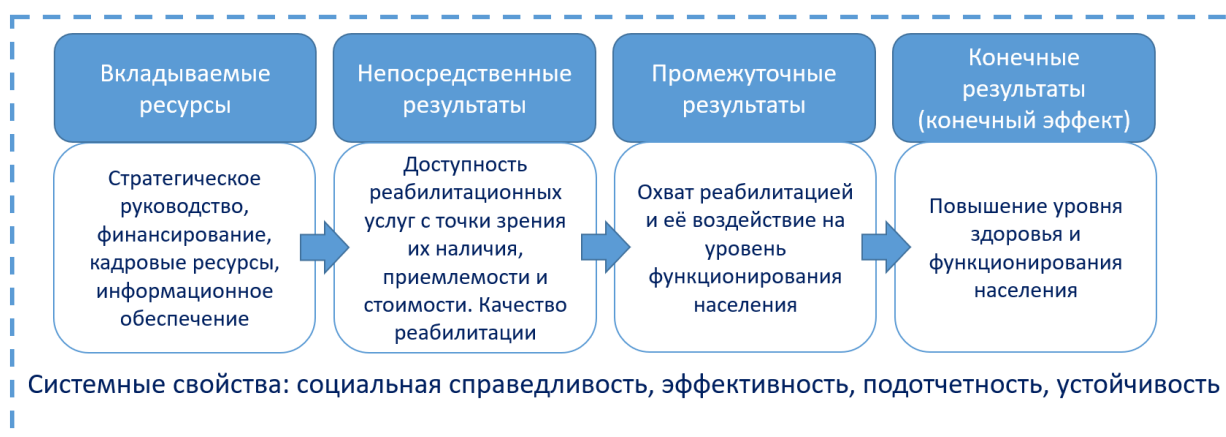 Вкладываемые
ресурсы
Непосредственные
результаты
Промежуточные
результаты
Конечные
результаты
(конечный эффект)
Стратегическое
руководство,
финансирование,
кадровые ресурсы,
информационное
обеспечение
Доступность
реабилитационных
услуг с точки зрения
их наличия,
приемлемости и
стоимости. Качество
реабилитации
Охват реабилитацией
и её воздействие на
уровень
функционирования
населения
Повышение уровня
здоровья и
функционирования
населения
Системные свойства: социальная справедливость, эффективность, подотчетность, устойчивость